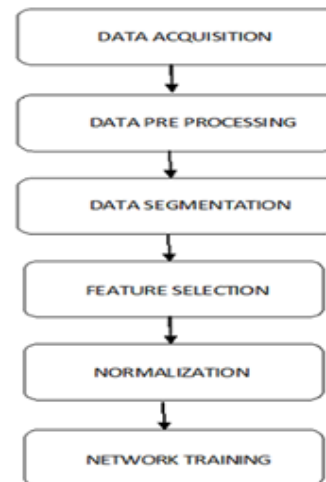 DATA ACQUISITION
DATA PRE PROCESSING
DATA SEGMENTATION
FEATURE SELECTION
NORMALIZATION
NETWORK TRAINING